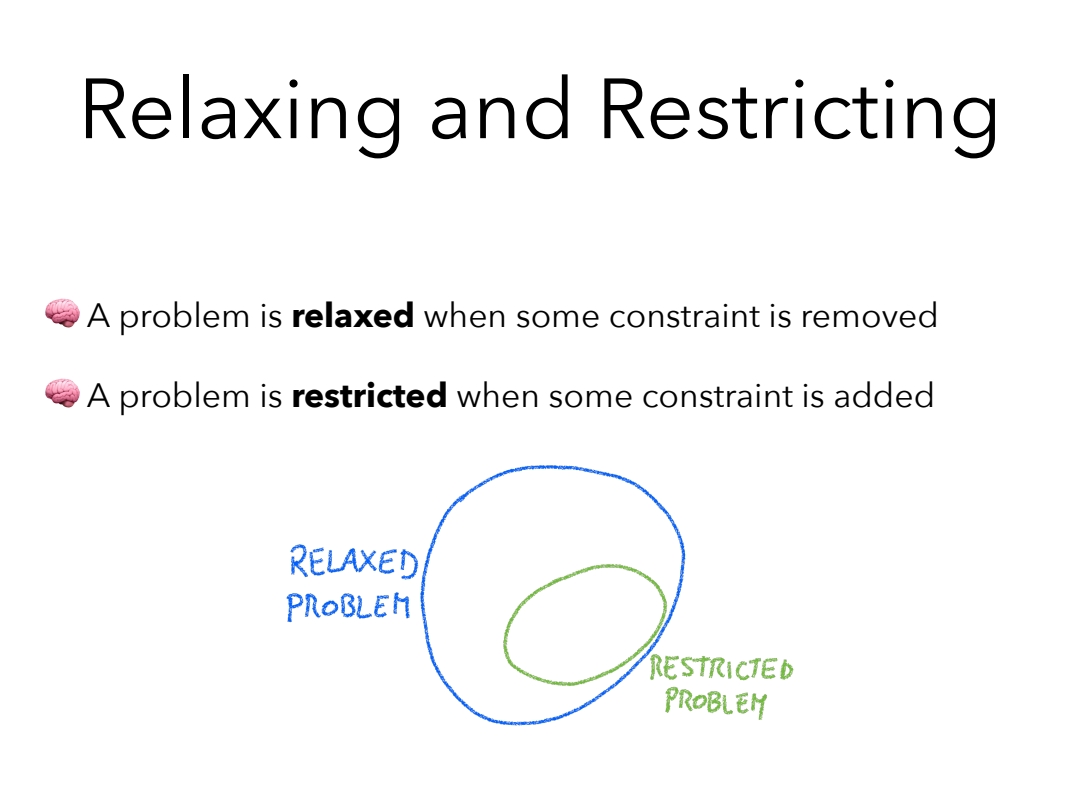 Relaxing and Restricting
🧠 A problem is relaxed when some constraint is removed
🧠 A problem is restricted when some constraint is added
RELAXED
PROBLEM
RESTRICTED
PROBLEM